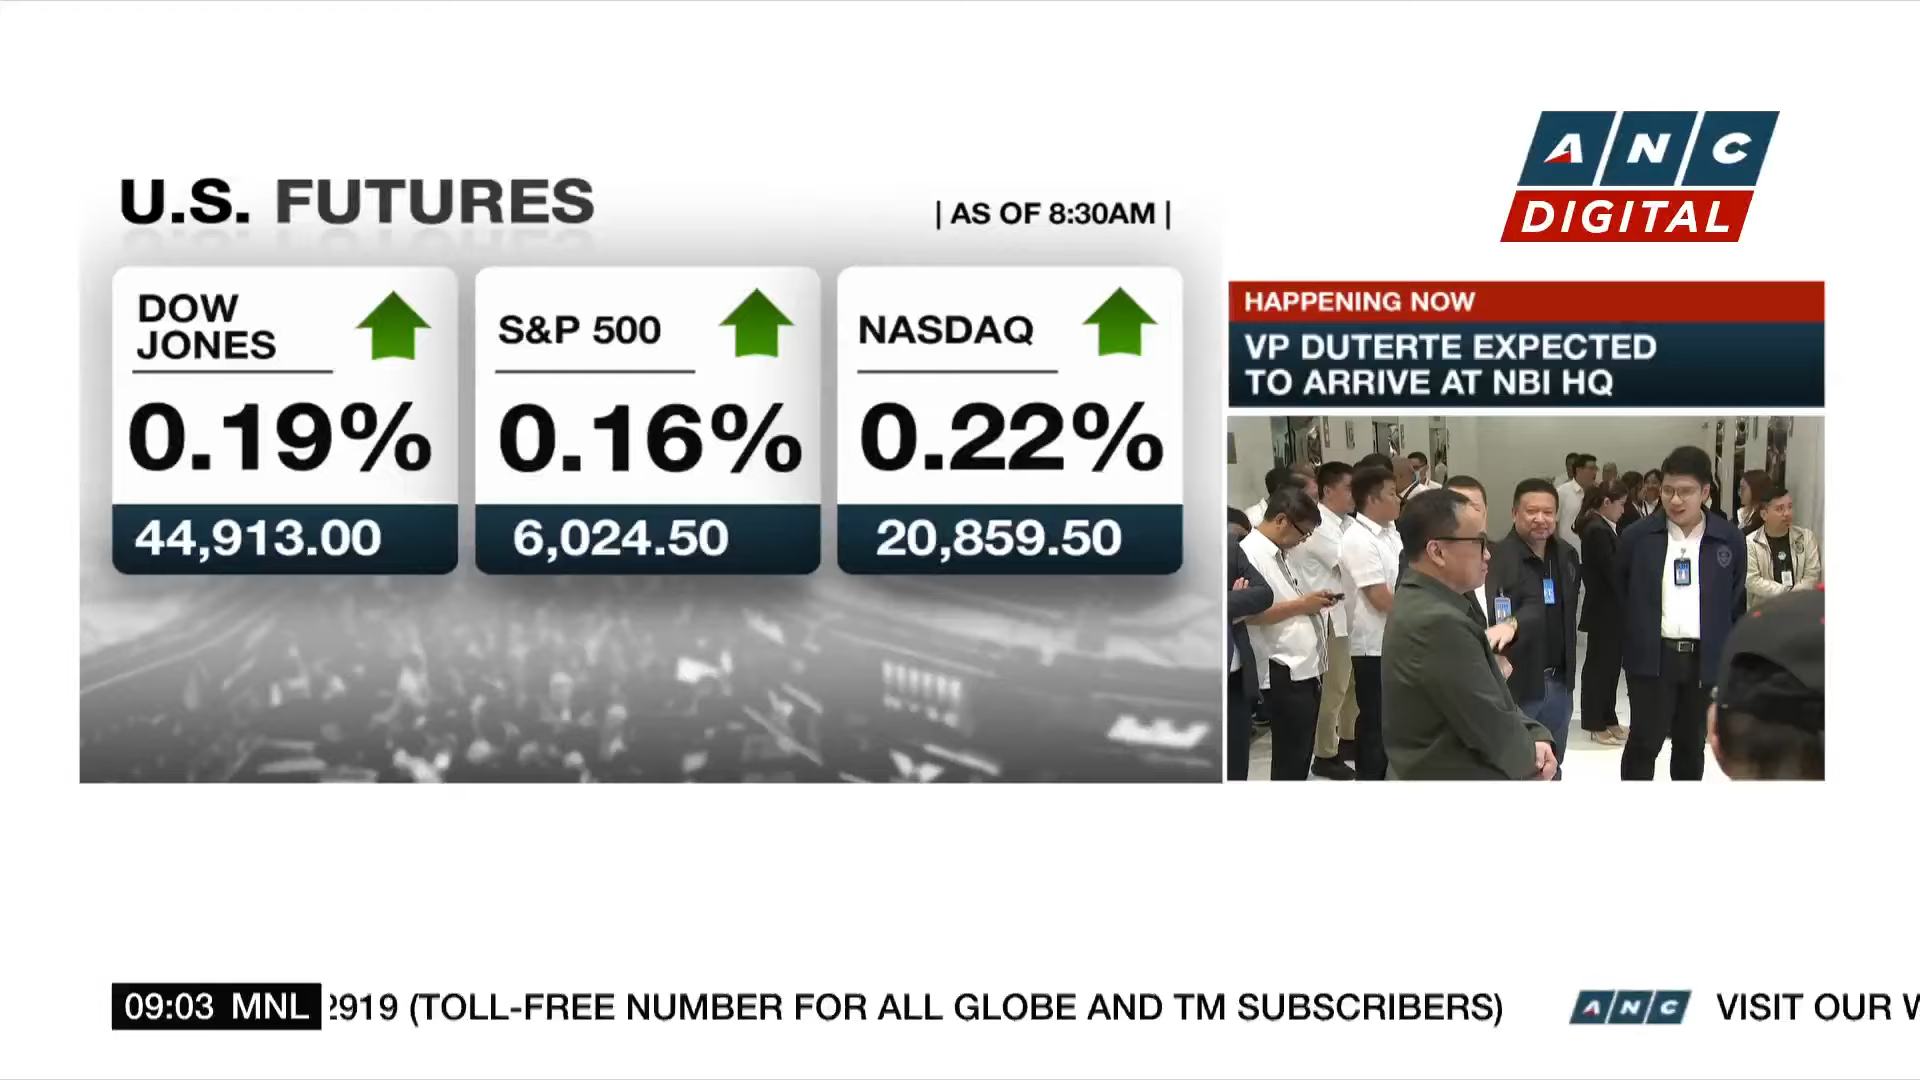 U.S. FUTURES
| AS OF 8:30AM |
DOW
JONES
0.19%
44,913.00
S&P 500
0.16%
6,024.50
NASDAQ
0.22%
20,859.50
ANC
DIGITAL
HAPPENING NOW
VP DUTERTE EXPECTED
TO ARRIVE AT NBI HQ
09:03 MNL
2919 (TOLL-FREE NUMBER FOR ALL GLOBE AND TM SUBSCRIBERS)
ANC
VISIT OUR W